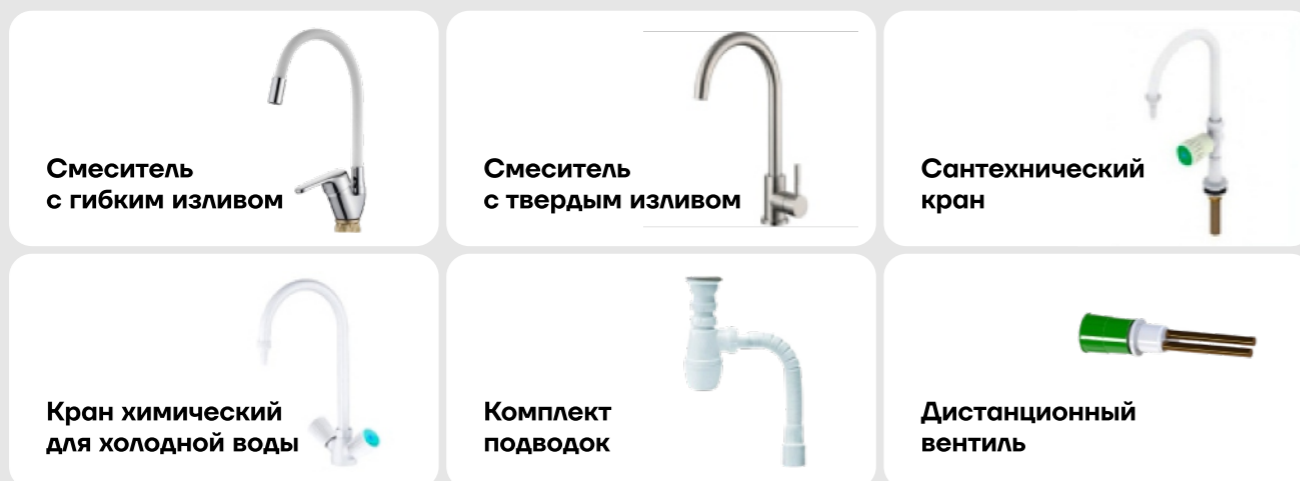 Смеситель
с гибким изливом
Смеситель
с твердым изливом
Сантехнический
кран
Кран химический
для холодной воды
Комплект
подводок
Дистанционный
вентиль